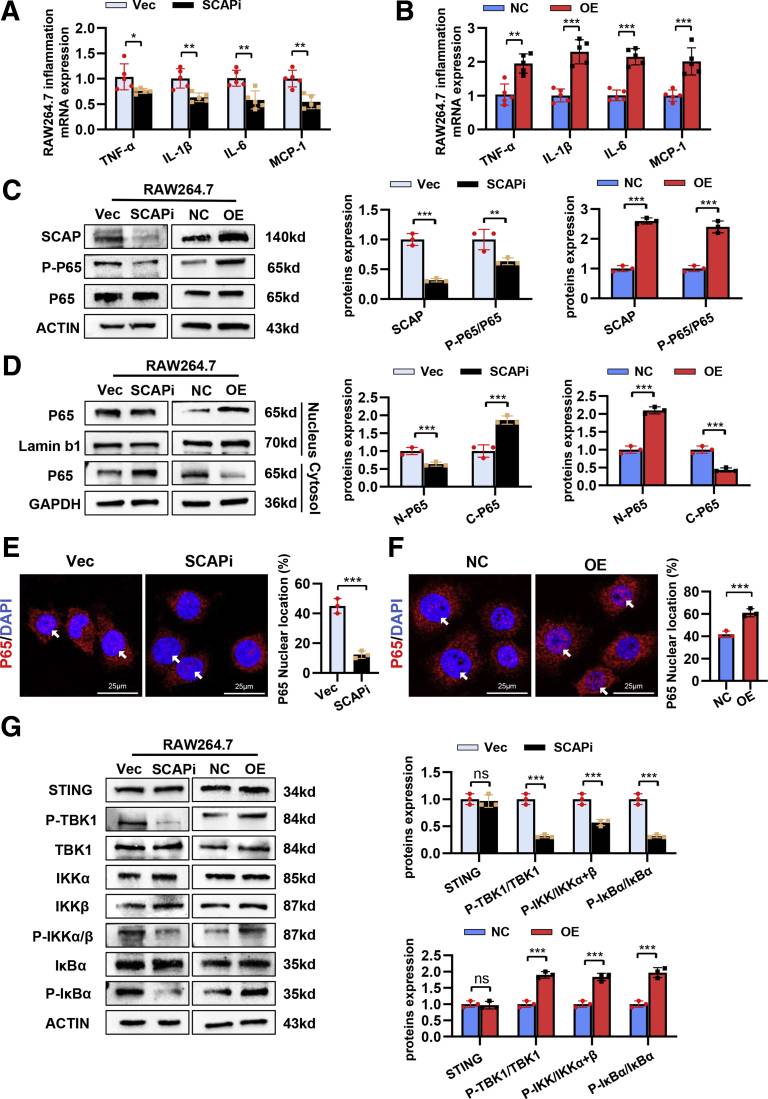 A
Vec SCAPi
RAW264.7 inflammation
mRNA expression
1.5
1.0
0.5
0.0
* ** ** **
TNF-α IL-1β IL-6 MCP-1
B
NC OE
RAW264.7 inflammation
mRNA expression
3
2
1
0
** *** *** ***
TNF-α IL-1β IL-6 MCP-1
C
RAW264.7
Vec SCAPi NC OE
SCAP 140kd
P-P65 65kd
P65 65kd
ACTIN 43kd
Vec SCAPi
proteins expression
1.5
1.0
0.5
0.0
*** **
SCAP P-P65/P65
NC OE
proteins expression
3
2
1
0
*** ***
SCAP P-P65/P65
D
RAW264.7
Vec SCAPi NC OE
P65 65kd
Lamin b1 70kd
P65 65kd
GAPDH 36kd
Nucleus Cytosol
Vec SCAPi
proteins expression
2.5
2.0
1.5
1.0
0.5
0.0
*** ***
N-P65 C-P65
NC OE
proteins expression
2.5
2.0
1.5
1.0
0.5
0.0
*** ***
N-P65 C-P65
E
Vec SCAPi
P65/DAPI
25μm 25μm
P65 Nuclear location (%)
60
40
20
0
***
Vec SCAPi
F
NC OE
P65/DAPI
25μm 25μm
P65 Nuclear location (%)
80
60
40
20
0
***
NC OE
G
RAW264.7
Vec SCAPi NC OE
STING 34kd
P-TBK1 84kd
TBK1 84kd
IKKα 85kd
IKKβ 87kd
P-IKKα/β 87kd
IκBα 35kd
P-IκBα 35kd
ACTIN 43kd
Vec SCAPi
proteins expression
1.5
1.0
0.5
0.0
ns *** *** ***
STING P-TBK1/TBK1 P-IKK/IKKα+β P-IκBα/IκBα
NC OE
proteins expression
2.5
2.0
1.5
1.0
0.5
0.0
ns *** *** ***
STING P-TBK1/TBK1 P-IKK/IKKα+β P-IκBα/IκBα